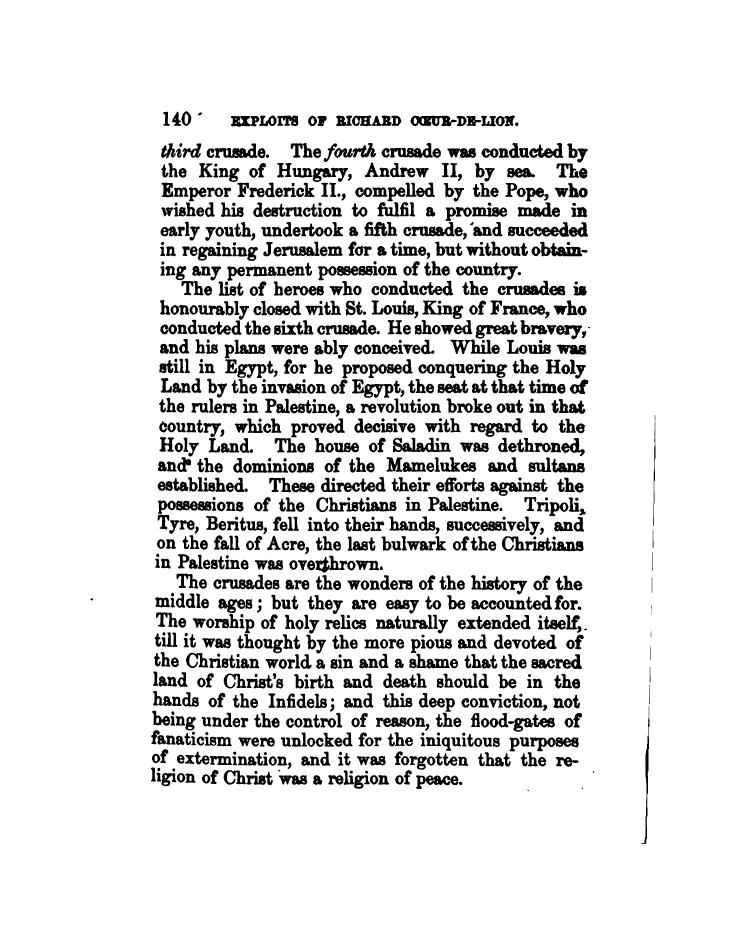 140 EXPLOITS OF RICHARD CŒUR-DE-LION.
third crusade. The fourth crusade was conducted by
the King of Hungary, Andrew II, by sea. The
Emperor Frederick II., compelled by the Pope, who
wished his destruction to fulfil a promise made in
early youth, undertook a fifth crusade, and succeeded
in regaining Jerusalem for a time, but without obtain-
ing any permanent possession of the country.
The list of heroes who conducted the crusades is
honourably closed with St. Louis, King of France, who
conducted the sixth crusade. He showed great bravery,
and his plans were ably conceived. While Louis was
still in Egypt, for he proposed conquering the Holy
Land by the invasion of Egypt, the seat at that time of
the rulers in Palestine, a revolution broke out in that
country, which proved decisive with regard to the
Holy Land. The house of Saladin was dethroned,
and the dominions of the Mamelukes and sultans
established. These directed their efforts against the
possessions of the Christians in Palestine. Tripoli,
Tyre, Beritus, fell into their hands, successively, and
on the fall of Acre, the last bulwark of the Christians
in Palestine was overthrown.
The crusades are the wonders of the history of the
middle ages; but they are easy to be accounted for.
The worship of holy relics naturally extended itself,
till it was thought by the more pious and devoted of
the Christian world a sin and a shame that the sacred
land of Christ's birth and death should be in the
hands of the Infidels; and this deep conviction, not
being under the control of reason, the flood-gates of
fanaticism were unlocked for the iniquitous purposes
of extermination, and it was forgotten that the re-
ligion of Christ was a religion of peace.